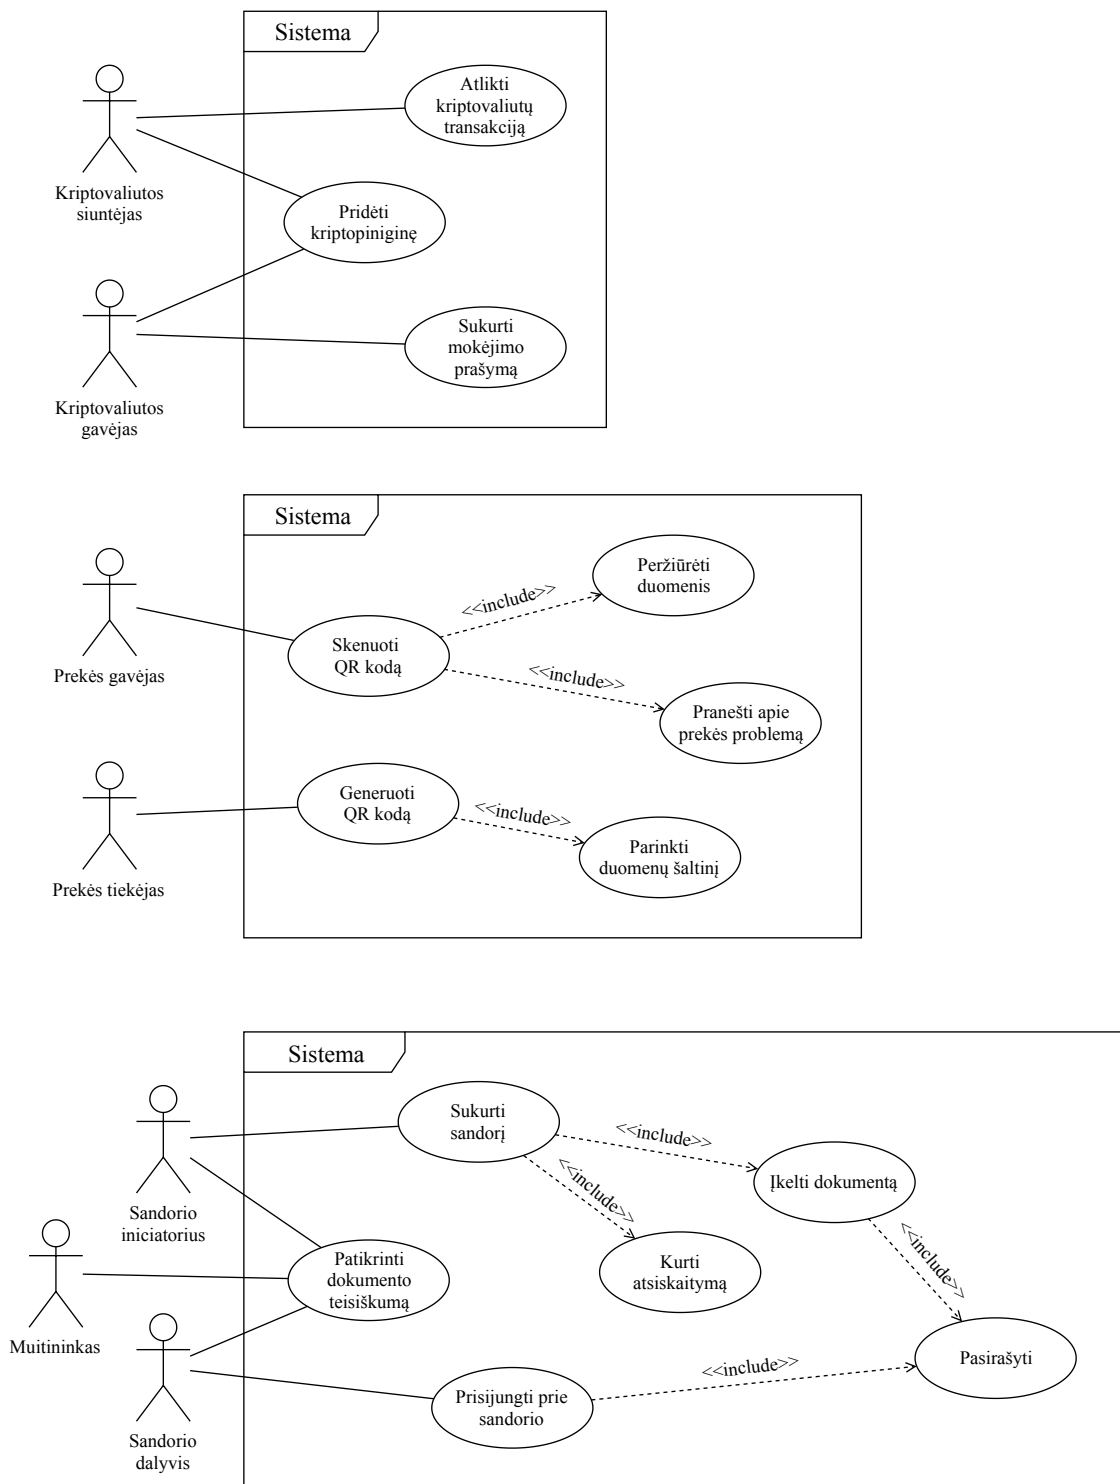 Sistema
Atlikti
kriptovaliutų
transakciją
Kriptovaliutos
siuntėjas
Pridėti
kriptopiniginę
Sukurti
mokėjimo
prašymą
Kriptovaliutos
gavėjas
Sistema
Peržiūrėti
duomenis
<<include>>
Skenuoti
QR kodą
Prekės gavėjas
<<include>>
Pranešti apie
prekės problemą
Generuoti
QR kodą
<<include>>
Parinkti
duomenų šaltinį
Prekės tiekėjas
Sistema
Sukurti
sandorį
<<include>>
Įkelti dokumentą
<<include>>
Sandorio
iniciatorius
Patikrinti
dokumento
teisiškumą
Kurti
atsiskaitymą
<<include>>
Muitininkas
Pasirašyti
<<include>>
Prisijungti prie
sandorio
Sandorio
dalyvis